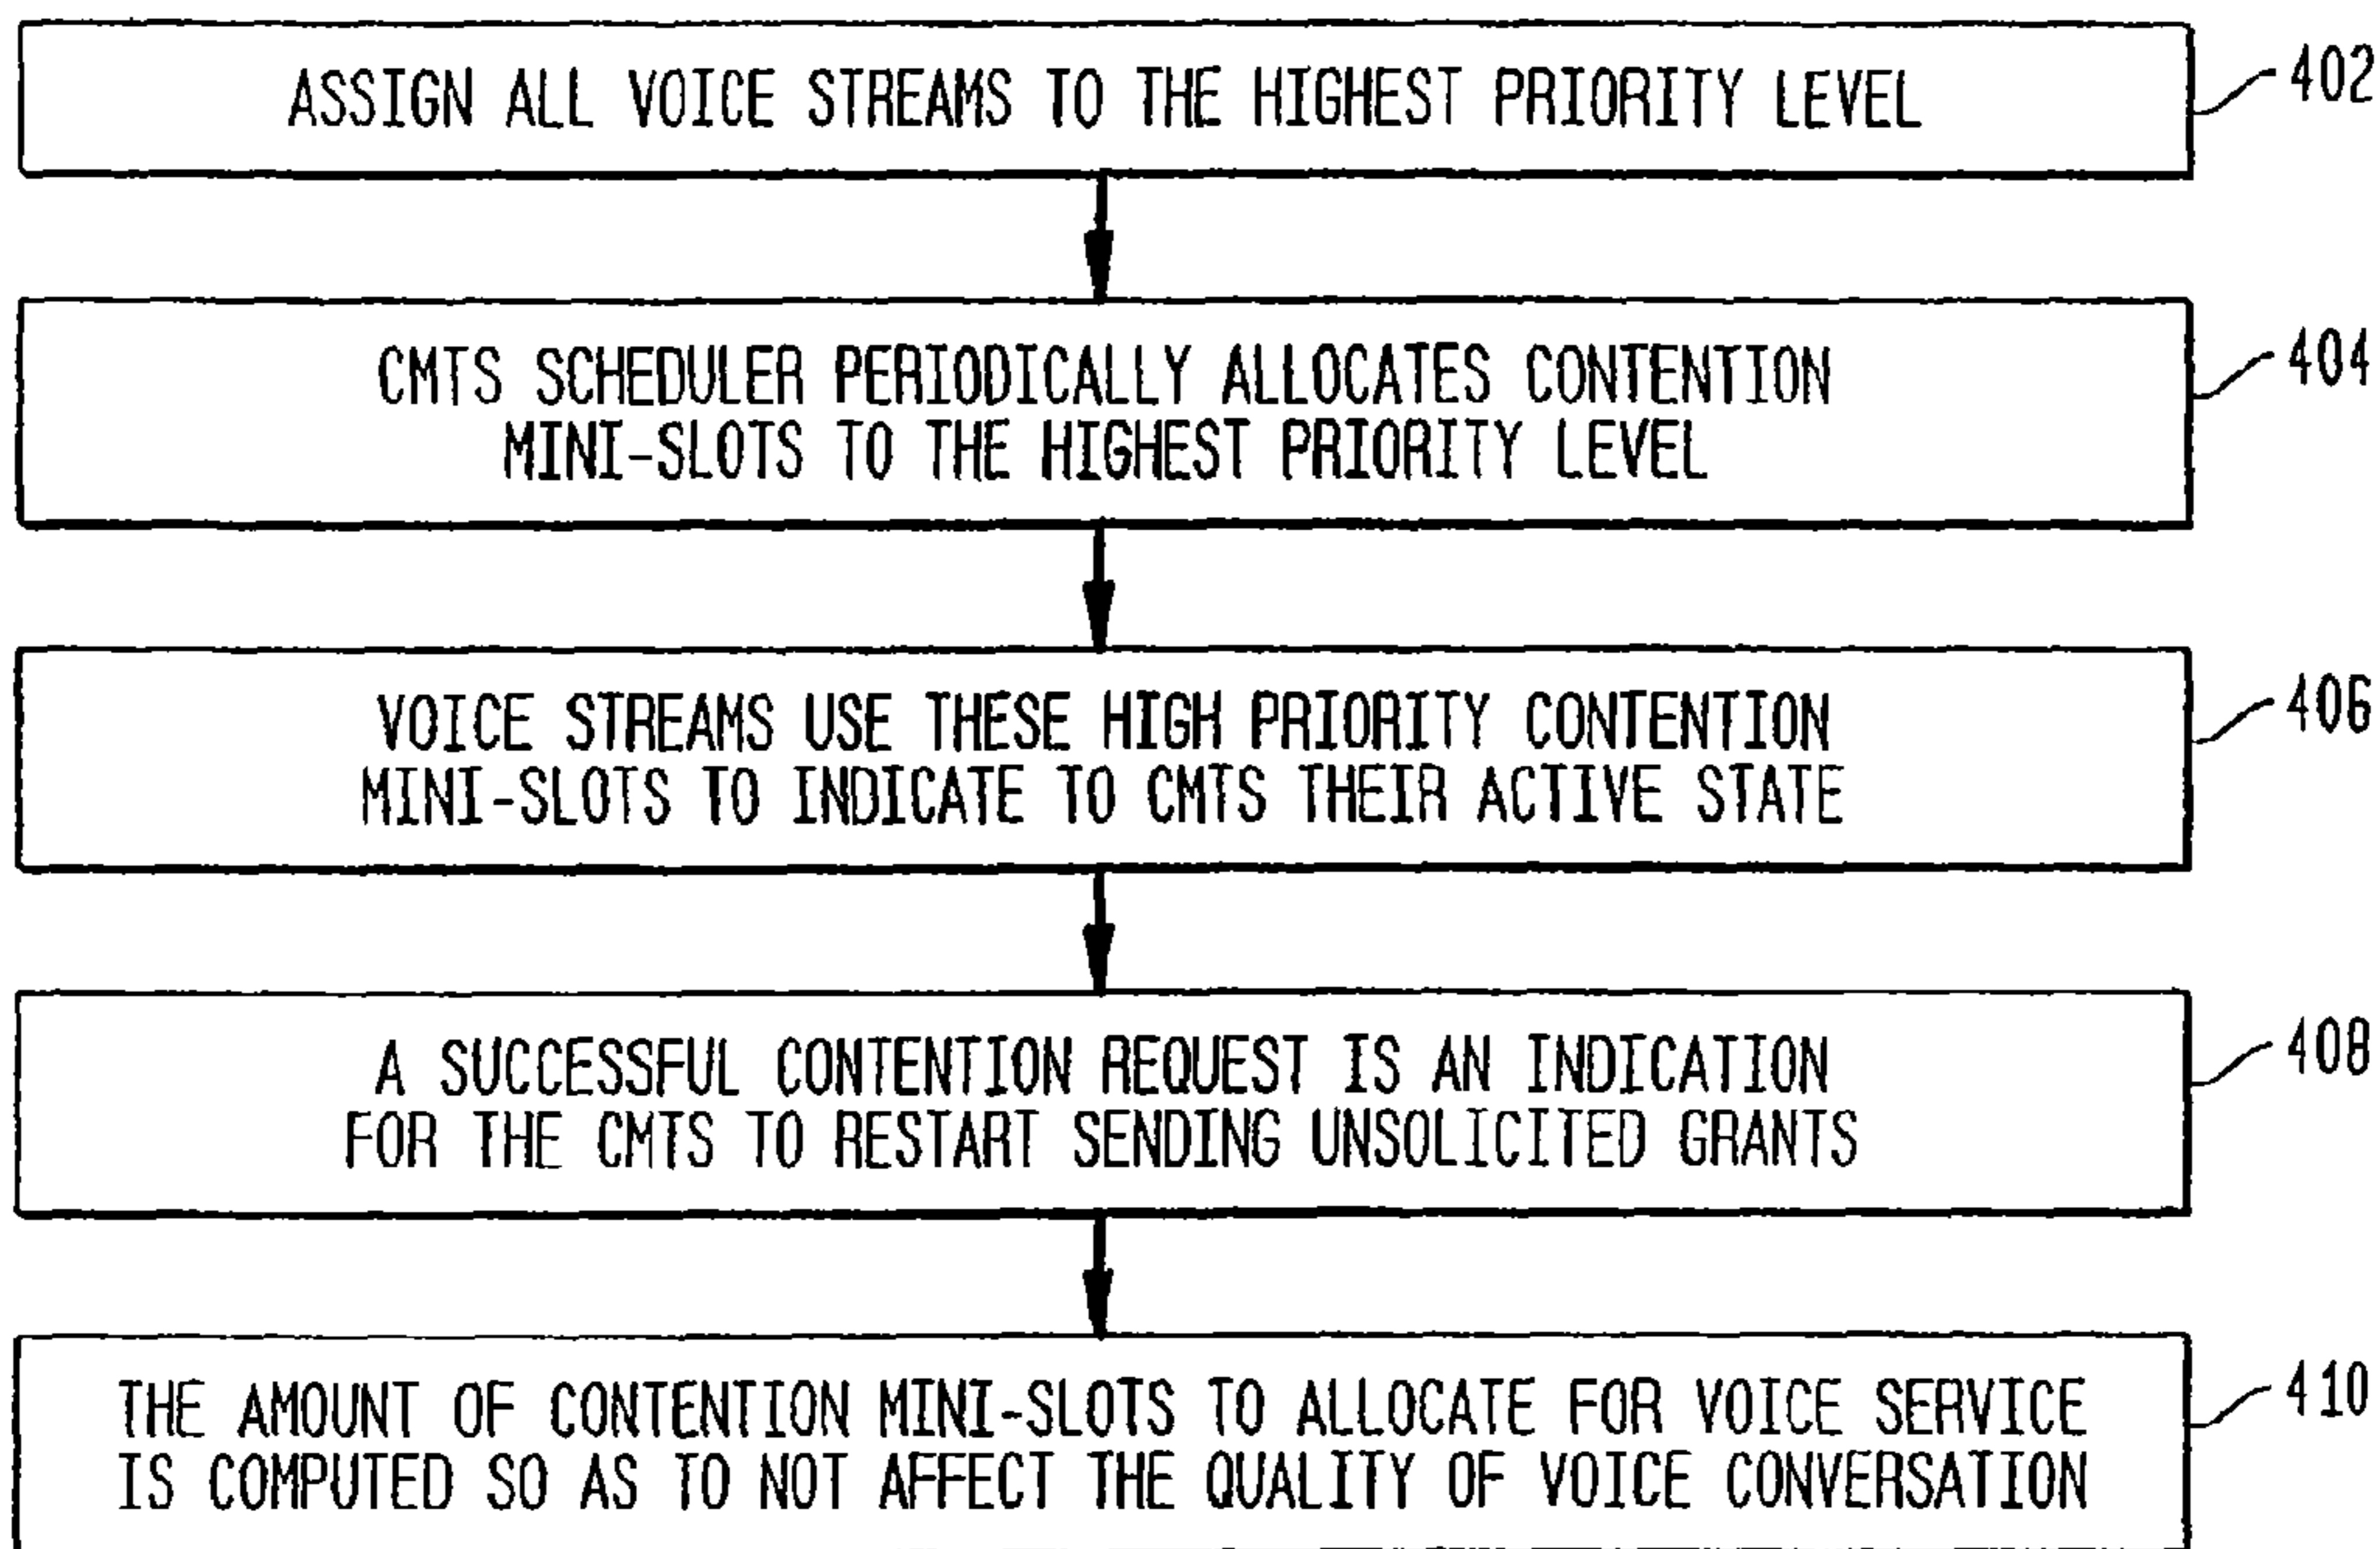 ASSIGN ALL VOICE STREAMS TO THE HIGHEST PRIORITY LEVEL
402
CMTS SCHEDULER PERIODICALLY ALLOCATES CONTENTION
MINI-SLOTS TO THE HIGHEST PRIORITY LEVEL
404
VOICE STREAMS USE THESE HIGH PRIORITY CONTENTION
MINI-SLOTS TO INDICATE TO CMTS THEIR ACTIVE STATE
406
A SUCCESSFUL CONTENTION REQUEST IS AN INDICATION
FOR THE CMTS TO RESTART SENDING UNSOLICITED GRANTS
408
THE AMOUNT OF CONTENTION MINI-SLOTS TO ALLOCATE FOR VOICE SERVICE
IS COMPUTED SO AS TO NOT AFFECT THE QUALITY OF VOICE CONVERSATION
410